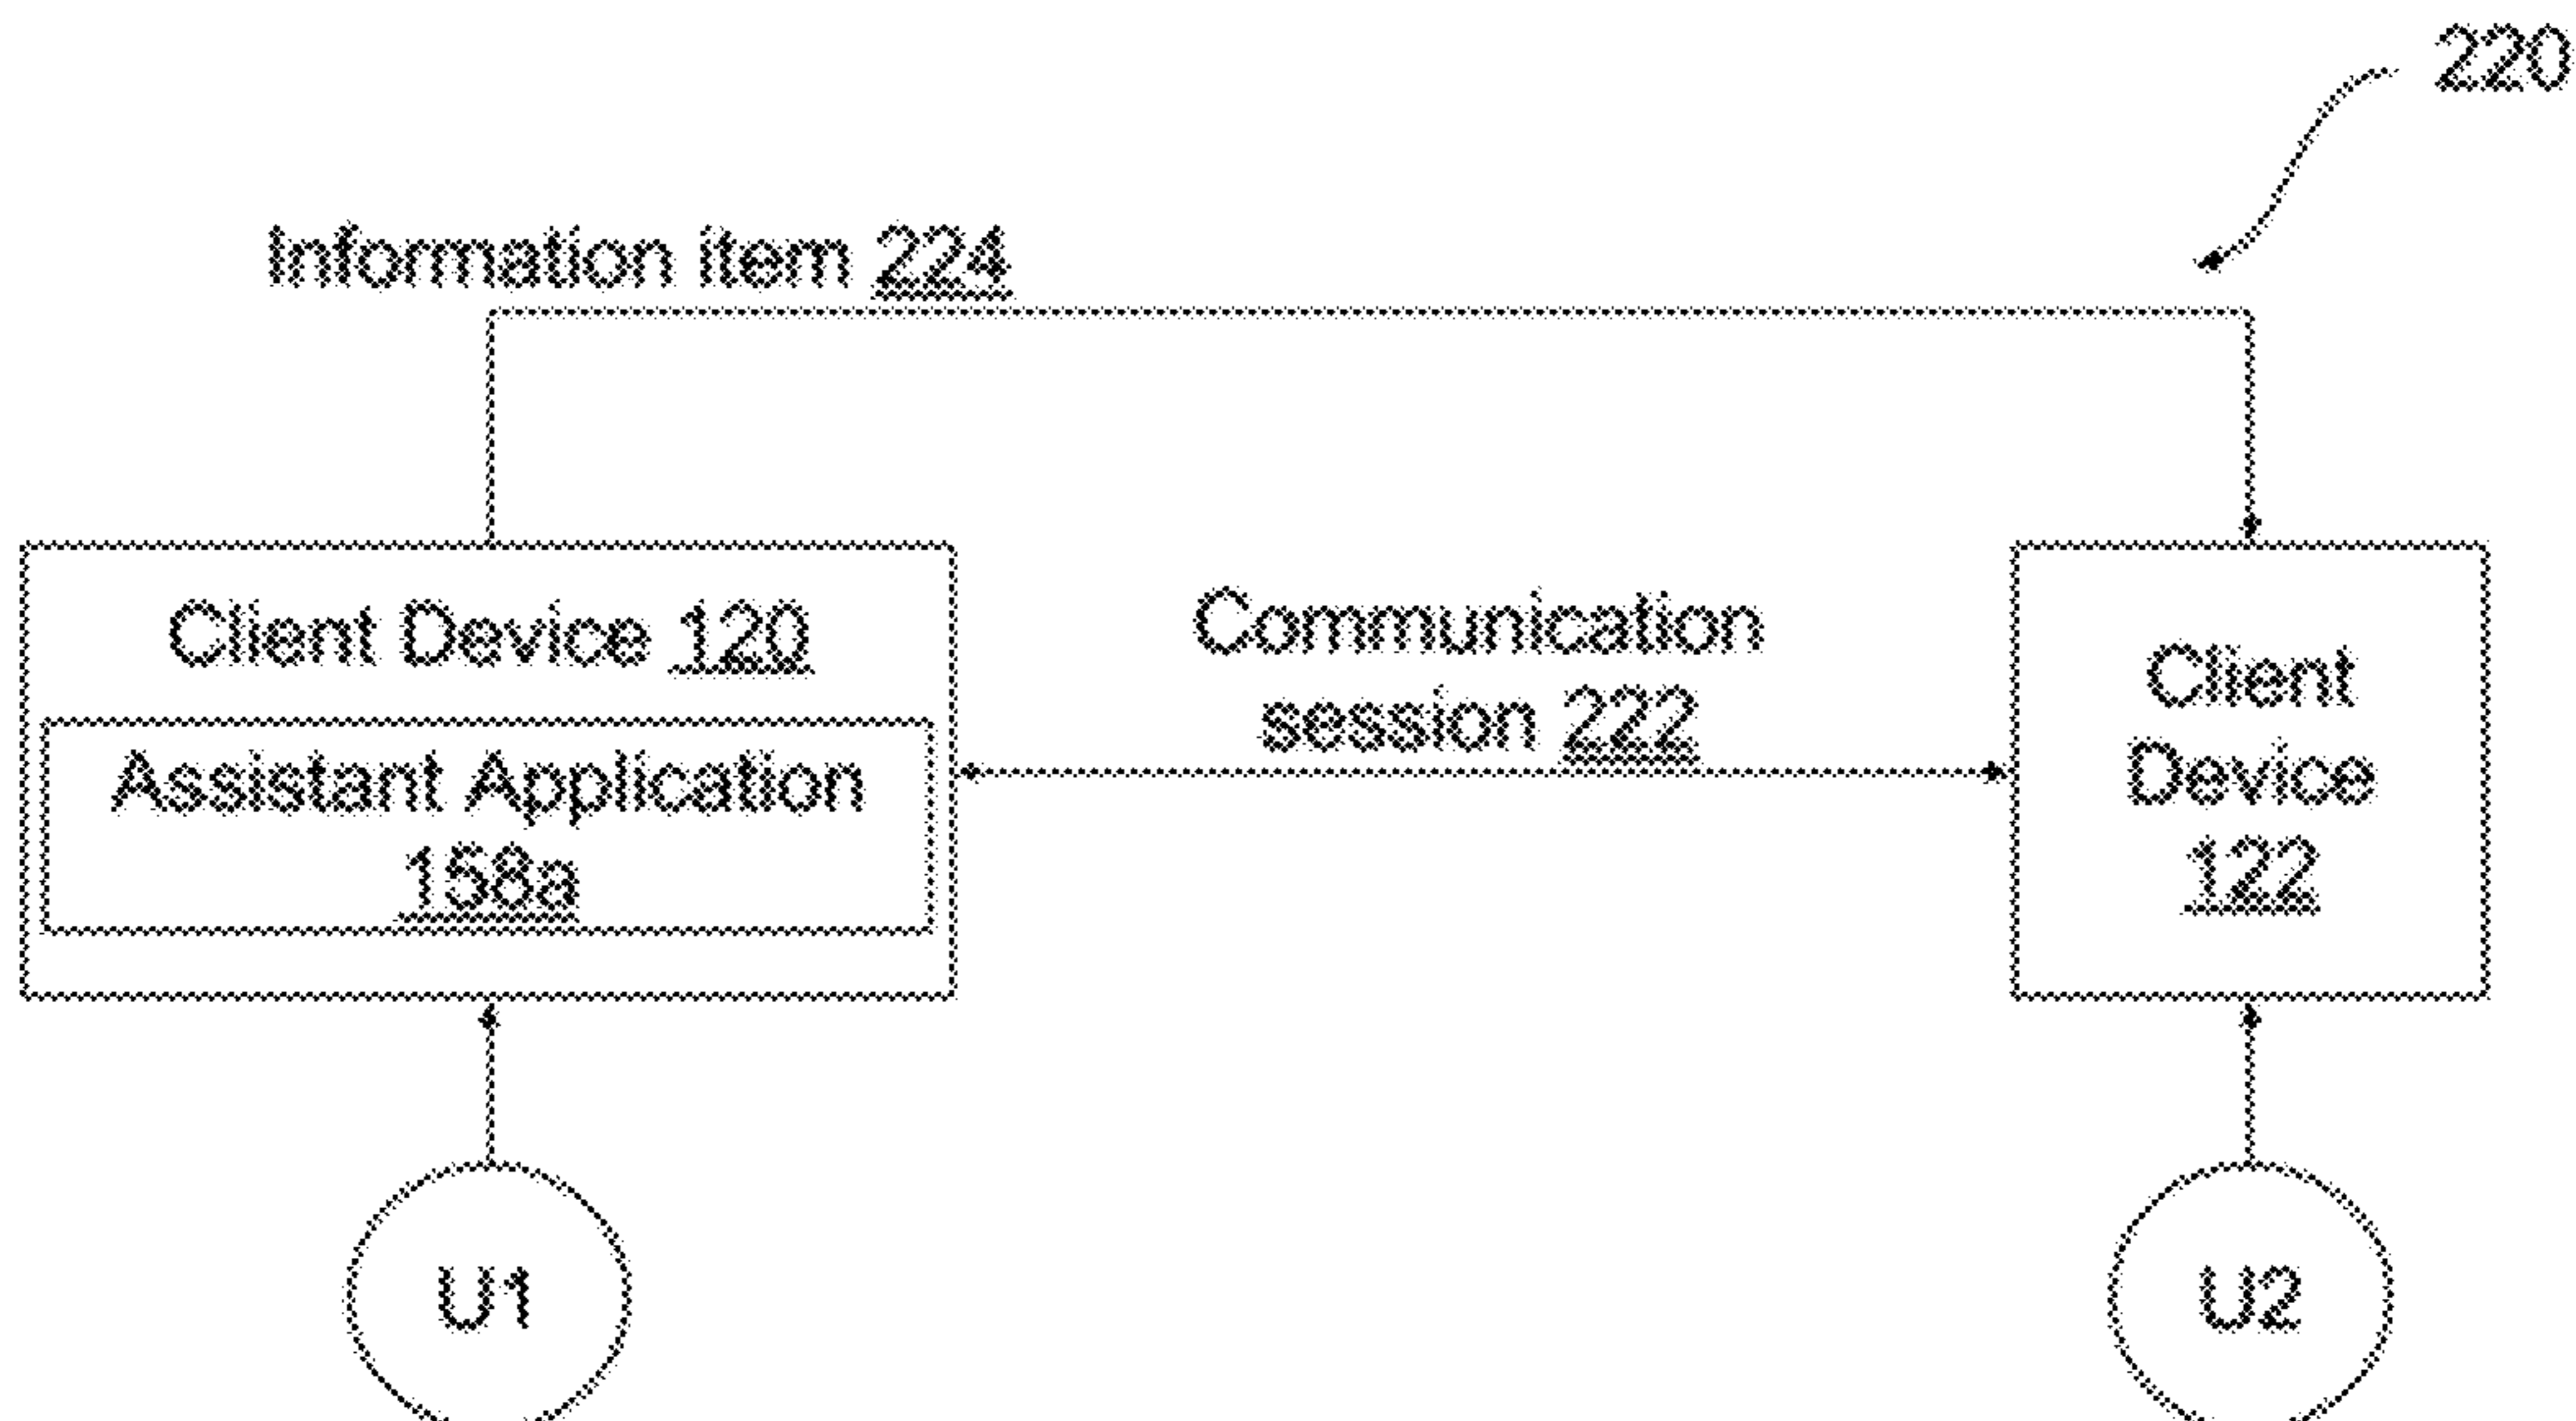 220
Information item 224
Client Device 120
Assistant Application
158a
Communication
session 222
Client
Device
122
U1
U2